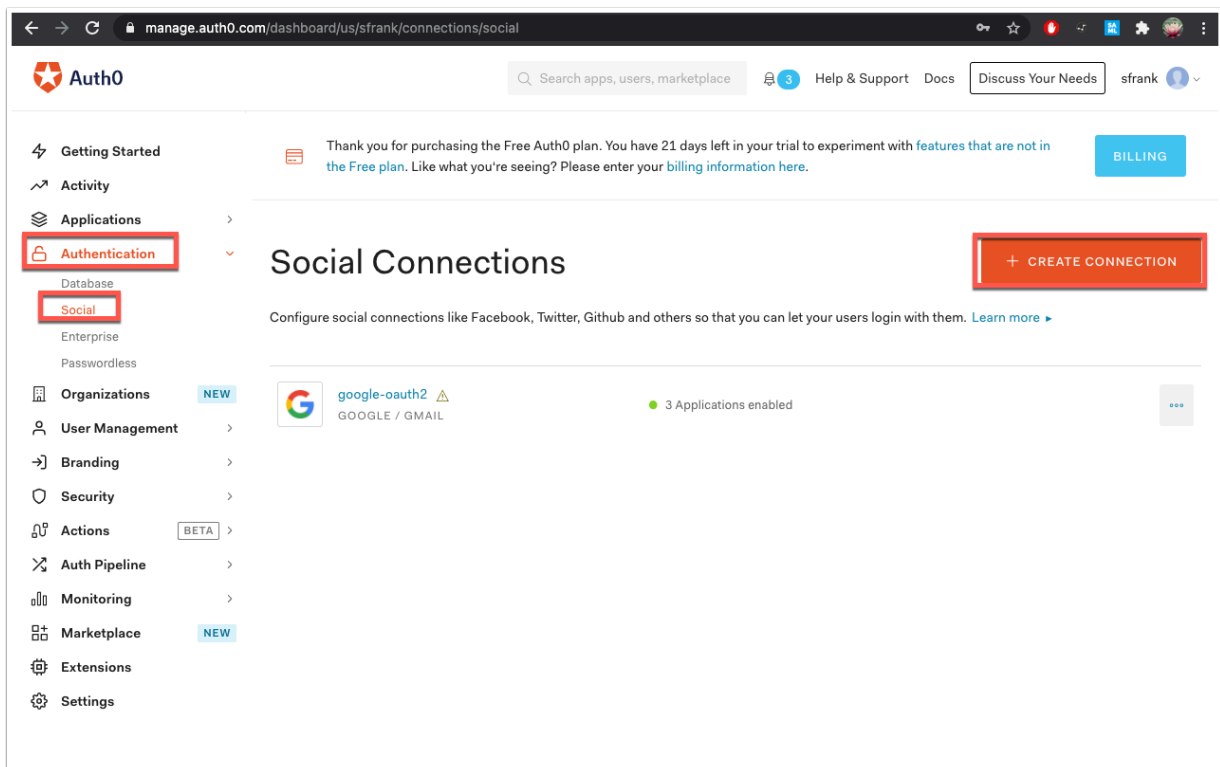 manage.auth0.com/dashboard/us/sfrank/connections/social
SA
ML
Auth0
Search apps, users, marketplace
3
Help & Support
Docs
Discuss Your Needs
sfrank
Getting Started
Activity
Applications
Authentication
Database
Social
Enterprise
Passwordless
Organizations NEW
User Management
Branding
Security
Actions BETA
Auth Pipeline
Monitoring
Marketplace NEW
Extensions
Settings
Thank you for purchasing the Free Auth0 plan. You have 21 days left in your trial to experiment with features that are not in
the Free plan. Like what you're seeing? Please enter your billing information here.
BILLING
Social Connections
+ CREATE CONNECTION
Configure social connections like Facebook, Twitter, Github and others so that you can let your users login with them. Learn more ▸
google-oauth2
GOOGLE / GMAIL
3 Applications enabled